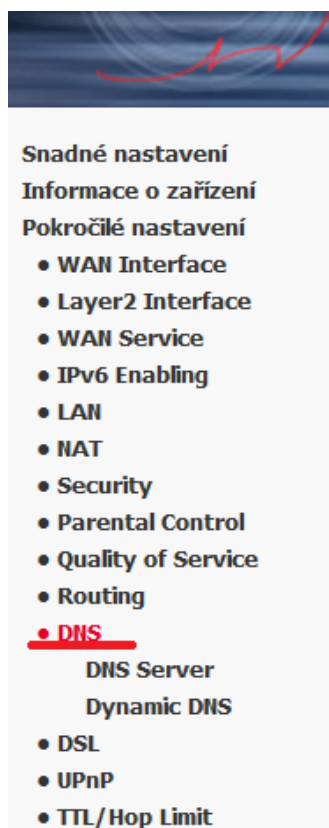 Snadné nastavení
Informace o zařízení
Pokročilé nastavení
• WAN Interface
• Layer2 Interface
• WAN Service
• IPv6 Enabling
• LAN
• NAT
• Security
• Parental Control
• Quality of Service
• Routing
• DNS
DNS Server
Dynamic DNS
• DSL
• UPnP
• TTL/Hop Limit